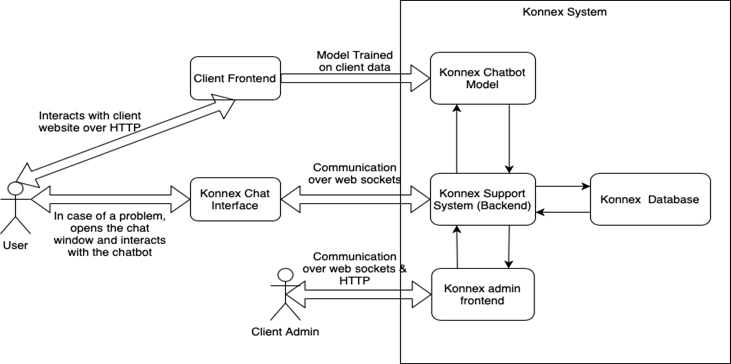 Konnex System
Model Trained
on client data
Client Frontend
Konnex Chatbot
Model
Interacts with client
website over HTTP
Communication
over web sockets
Konnex Chat
Interface
Konnex Support
System (Backend)
Konnex  Database
User
In case of a problem,
opens the chat
window and interacts
with the chatbot
Communication
over web sockets &
HTTP
Konnex admin
frontend
Client Admin